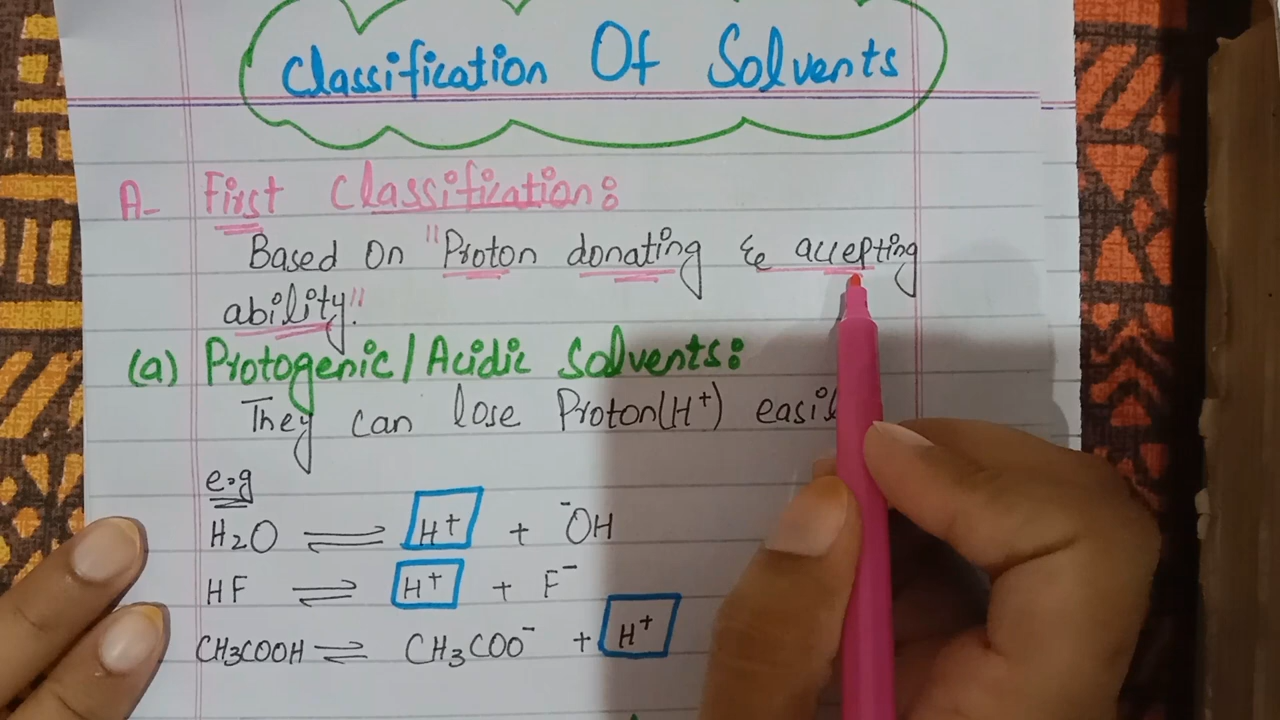 Classification Of Solvents
A- First Classification:
Based on "Proton donating & accepting
ability".
(a) Protogenic/Acidic Solvents:
They can lose Proton(H⁺)
e.g
H₂O ⇌ H⁺ + ⁻OH
HF ⇌ H⁺ + F⁻
CH₃COOH ⇌ CH₃COO⁻ + H⁺